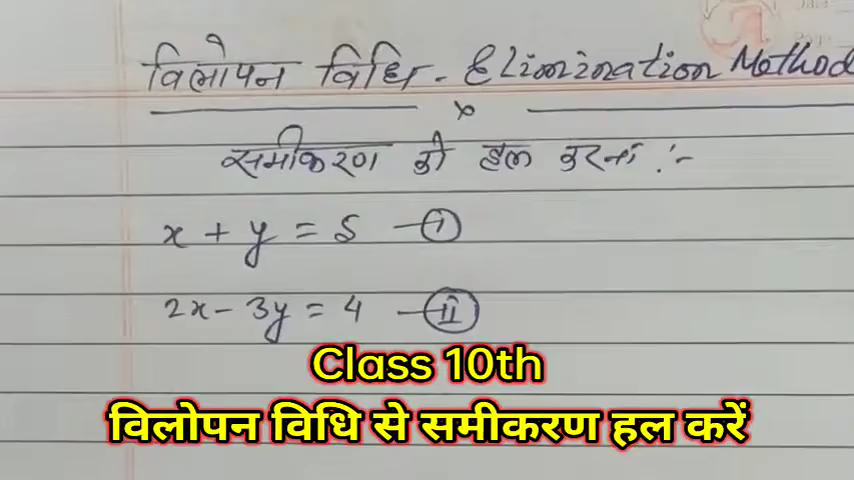 विलोपन विधि - Elimination Method
x
समीकरण को हल करना :-
x + y = 5 — I
2x - 3y = 4 — II
Class 10th
विलोपन विधि से समीकरण हल करें